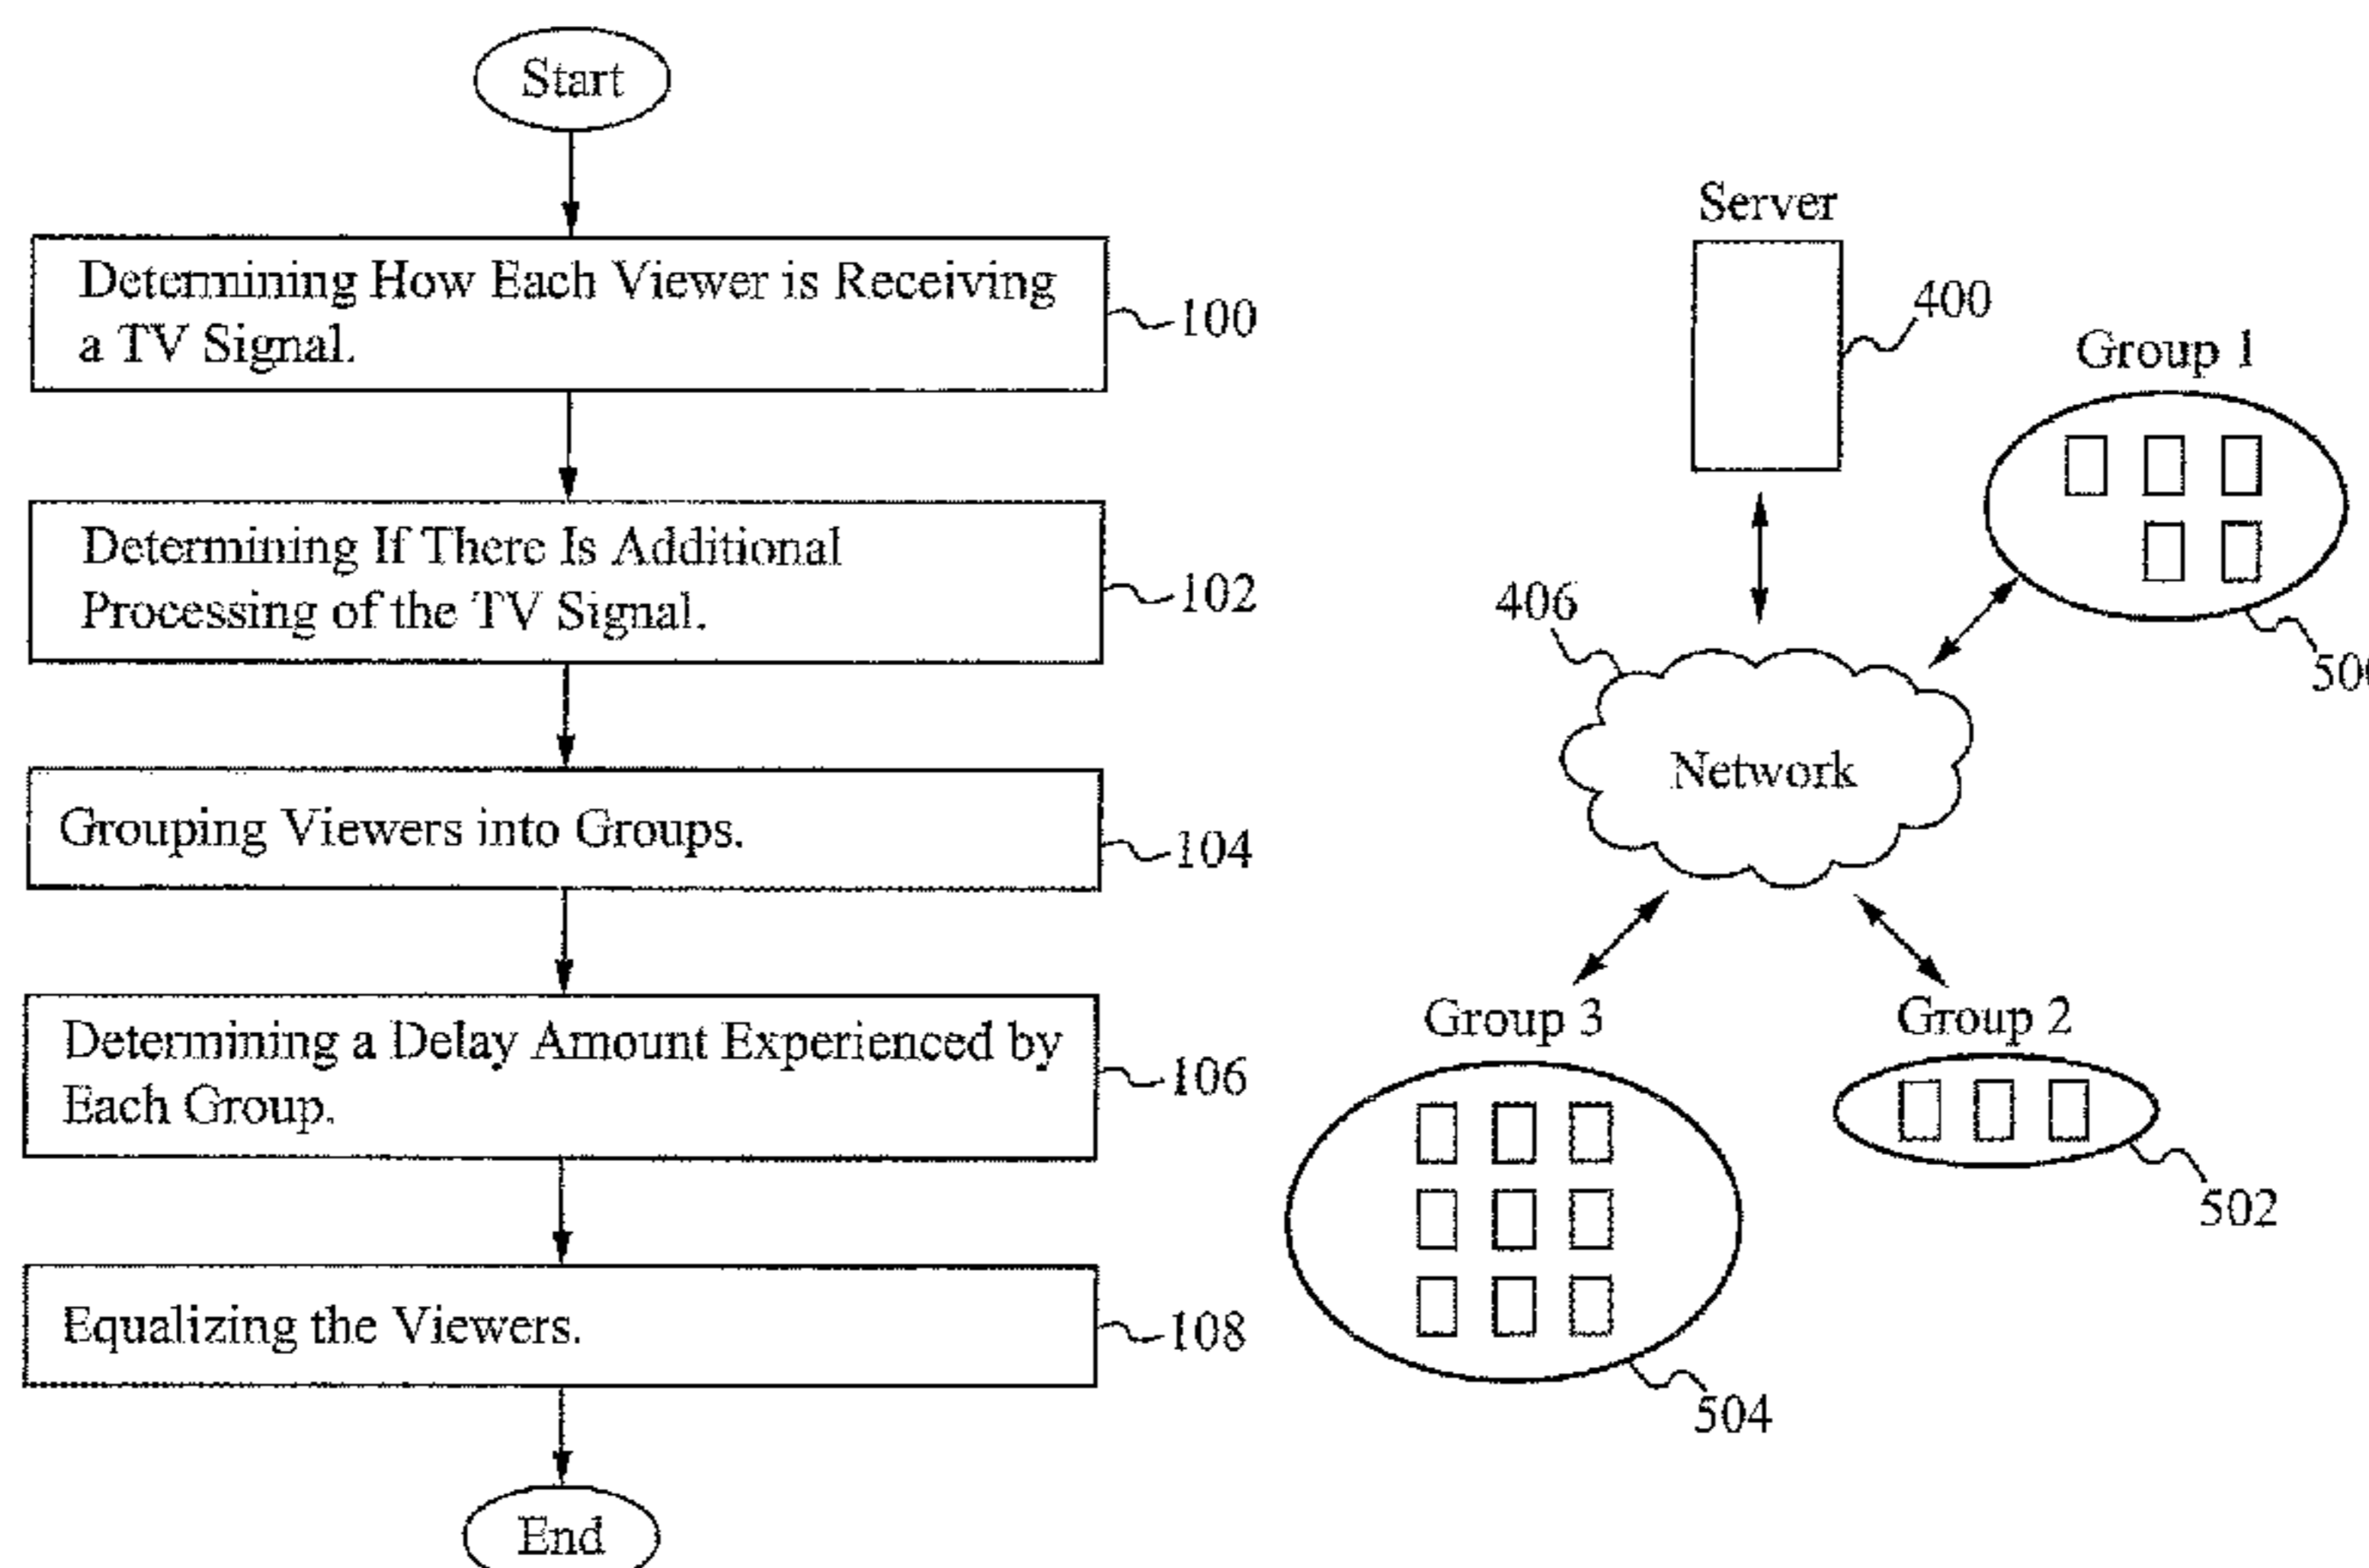 Start
Determining How Each Viewer is Receiving
a TV Signal.
100
Determining If There Is Additional
Processing of the TV Signal.
102
Grouping Viewers into Groups.
104
Determining a Delay Amount Experienced by
Each Group.
106
Equalizing the Viewers.
108
End
Server
400
Group 1
406
Network
Group 3
Group 2
502
504